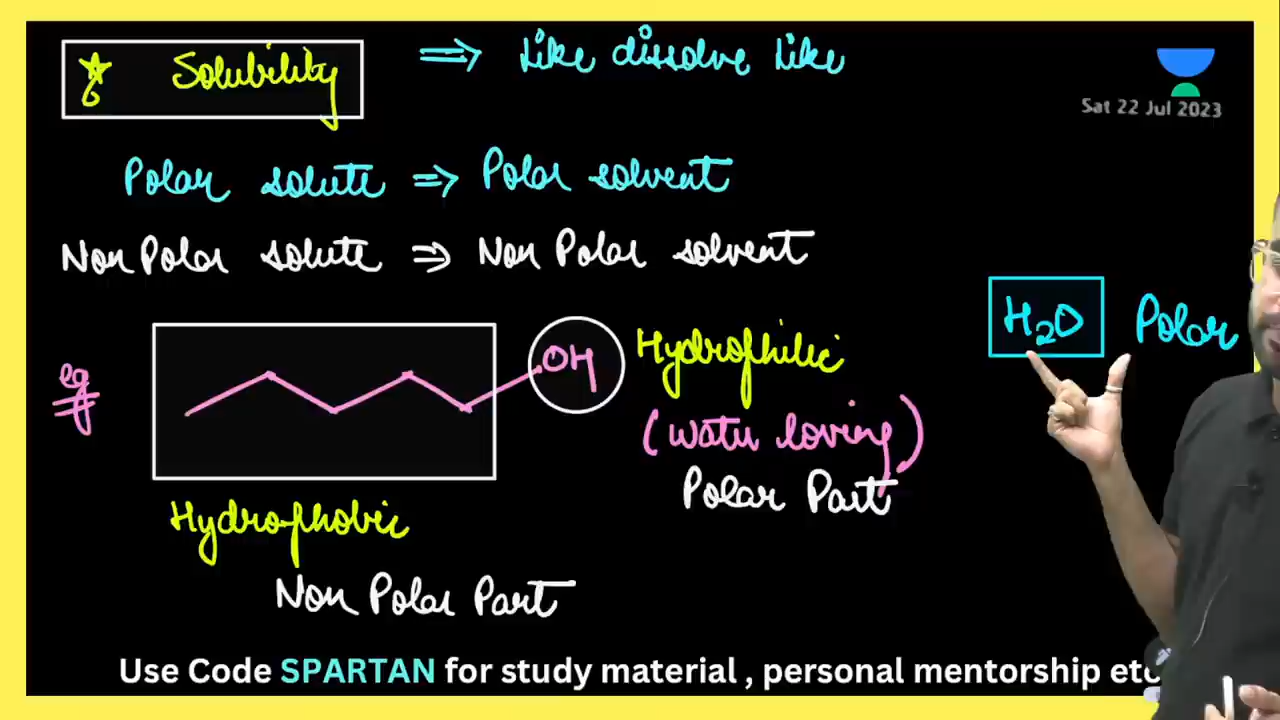 Solubility ⇒ Like dissolve like
Sat 22 Jul 2023
Polar solute ⇒ Polar solvent
Non Polar solute ⇒ Non Polar solvent
H₂O Polar
eg OH Hydrophilic
(water loving)
Polar Part
Hydrophobic
Non Polar Part
Use Code SPARTAN for study material , personal mentorship etc